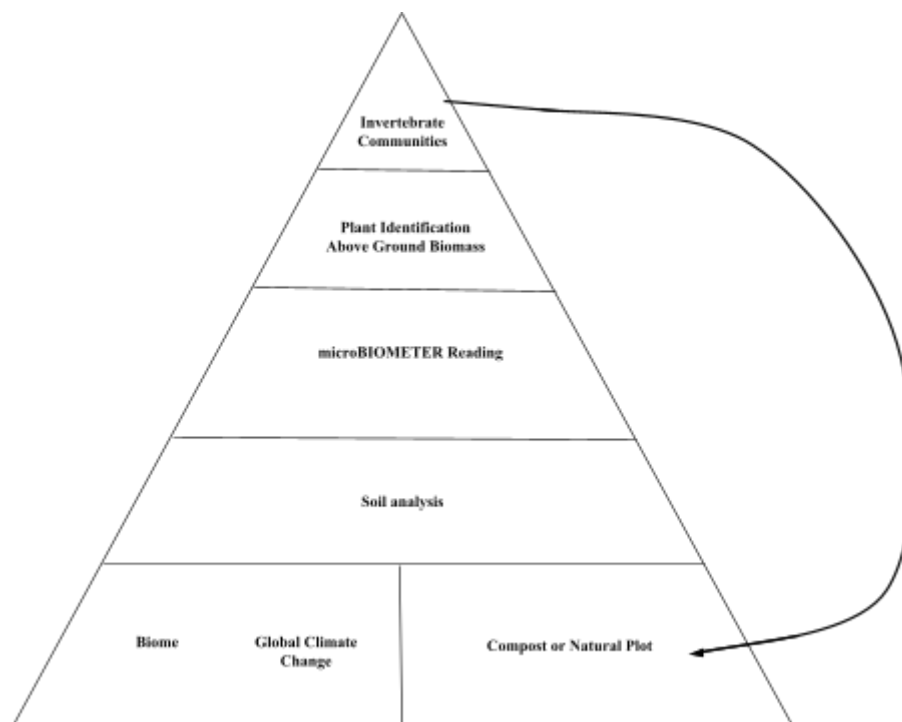 Invertebrate
Communities
Plant Identification
Above Ground Biomass
microBIOMETER Reading
Soil analysis
Biome
Global Climate
Change
Compost or Natural Plot